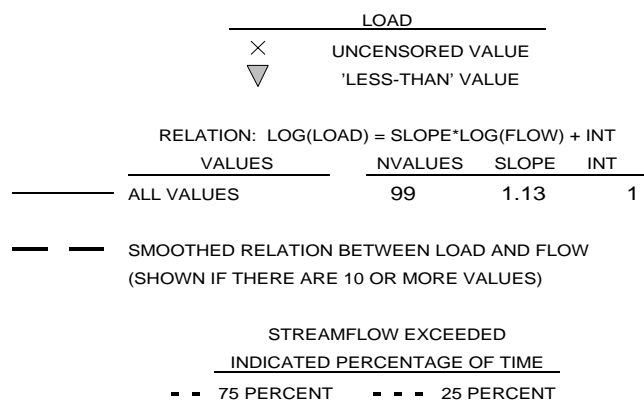 LOAD
UNCENSORED VALUE
'LESS-THAN' VALUE
RELATION: LOG(LOAD) = SLOPE*LOG(FLOW) + INT
VALUES NVALUES SLOPE INT
ALL VALUES 99 1.13 1
SMOOTHED RELATION BETWEEN LOAD AND FLOW
(SHOWN IF THERE ARE 10 OR MORE VALUES)
STREAMFLOW EXCEEDED
INDICATED PERCENTAGE OF TIME
75 PERCENT 25 PERCENT